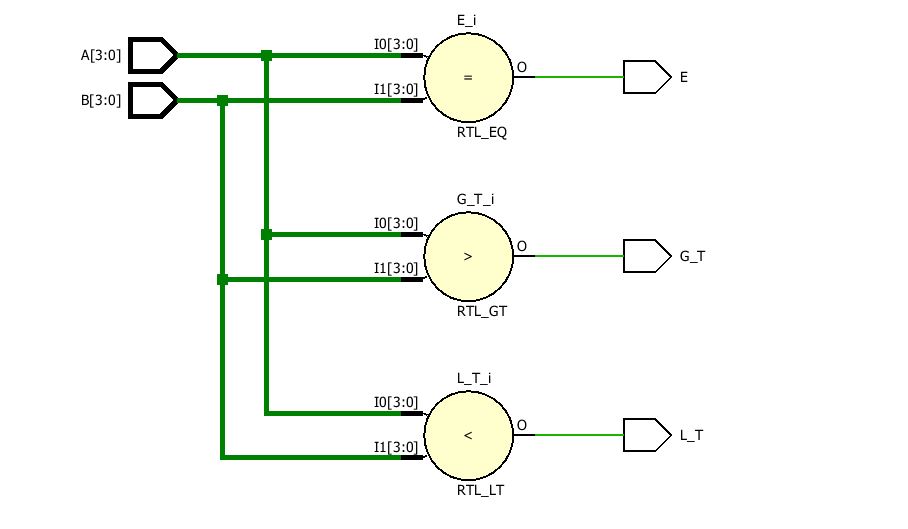 E_i
A[3:0]
I0[3:0]
B[3:0]
I1[3:0]
=
O
E
RTL_EQ
G_T_i
I0[3:0]
I1[3:0]
>
O
G_T
RTL_GT
L_T_i
I0[3:0]
I1[3:0]
<
O
L_T
RTL_LT